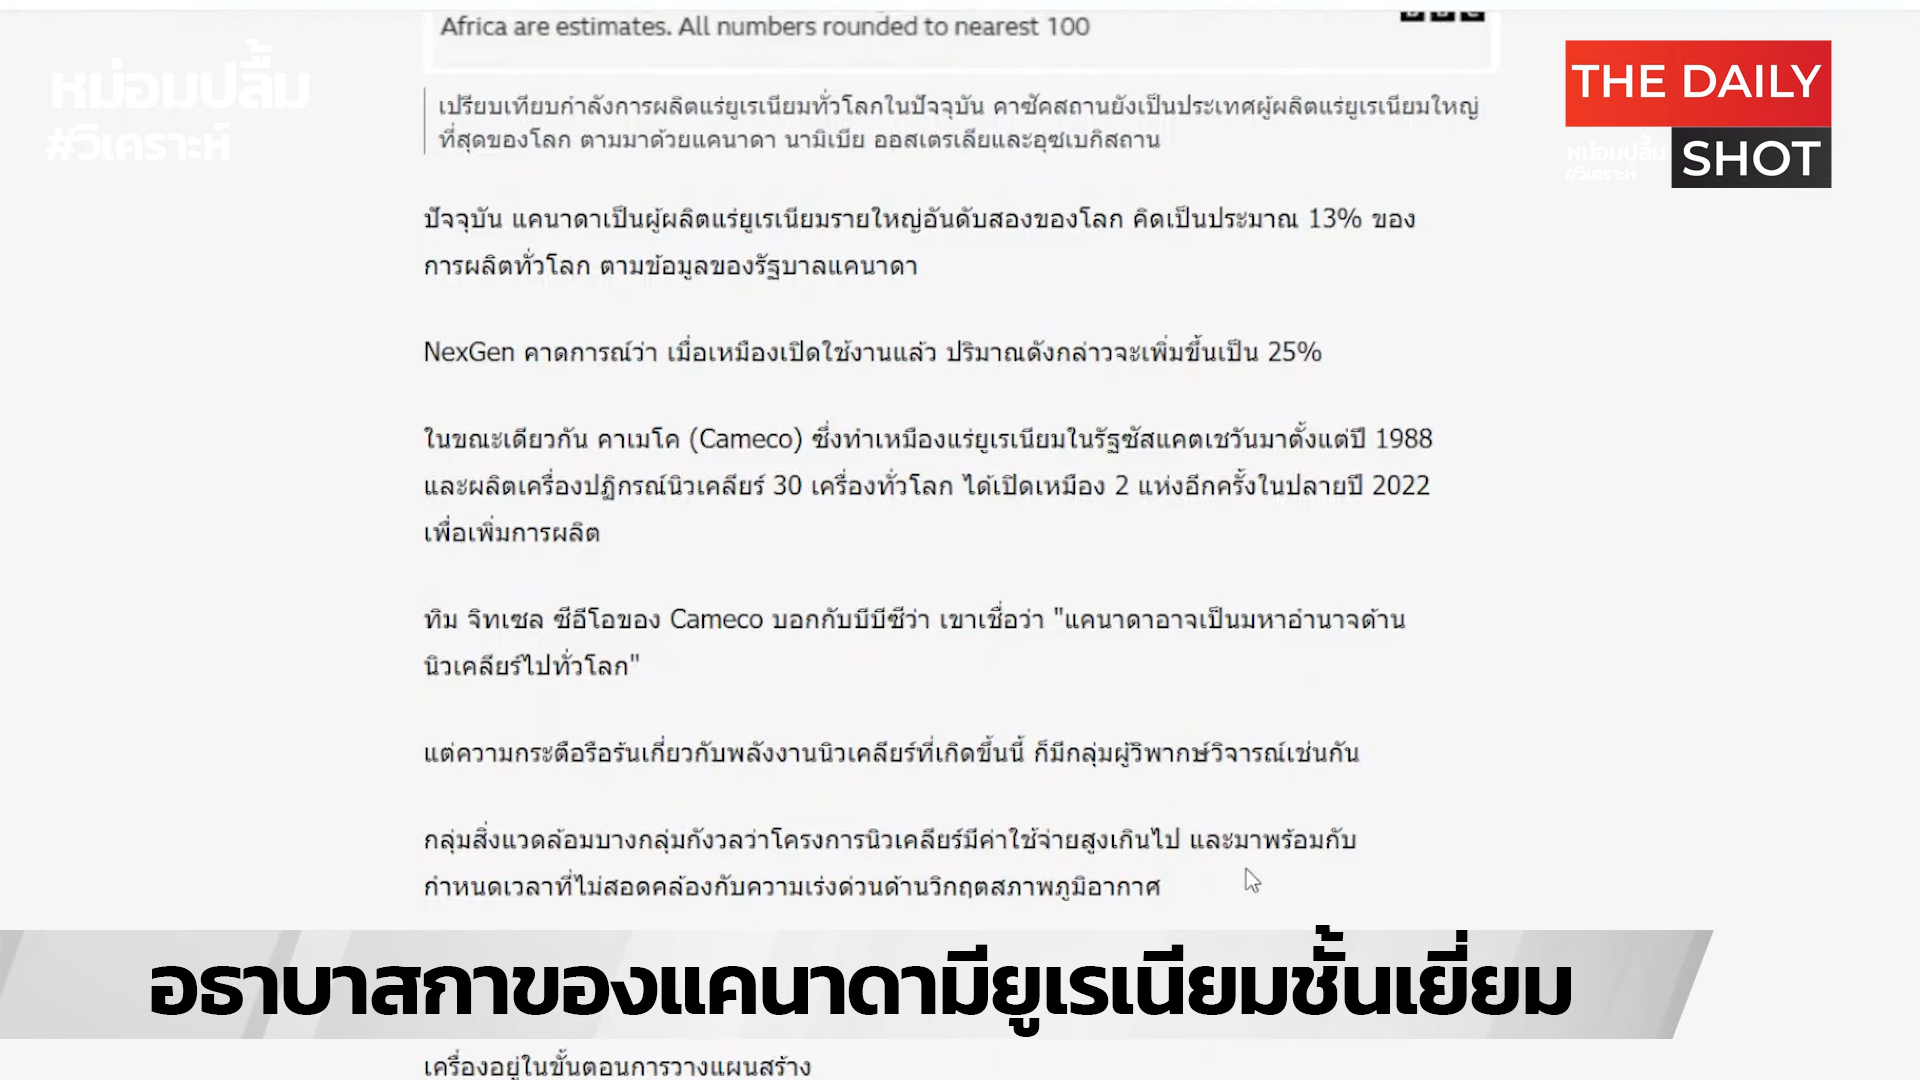 Africa are estimates. All numbers rounded to nearest 100
หม่อมปลื้ม
#วิเคราะห์
THE DAILY
SHOT
หม่อมปลื้ม
#วิเคราะห์
เปรียบเทียบกำลังการผลิตแร่ยูเรเนียมทั่วโลกในปัจจุบัน คาซัคสถานยังเป็นประเทศผู้ผลิตแร่ยูเรเนียมใหญ่
ที่สุดของโลก ตามมาด้วยแคนาดา นามิเบีย ออสเตรเลียและอุซเบกิสถาน
ปัจจุบัน แคนาดาเป็นผู้ผลิตแร่ยูเรเนียมรายใหญ่อันดับสองของโลก คิดเป็นประมาณ 13% ของ
การผลิตทั่วโลก ตามข้อมูลของรัฐบาลแคนาดา
NexGen คาดการณ์ว่า เมื่อเหมืองเปิดใช้งานแล้ว ปริมาณดังกล่าวจะเพิ่มขึ้นเป็น 25%
ในขณะเดียวกัน คาเมโค (Cameco) ซึ่งทำเหมืองแร่ยูเรเนียมในรัฐซัสแคตเชวันมาตั้งแต่ปี 1988
และผลิตเครื่องปฏิกรณ์นิวเคลียร์ 30 เครื่องทั่วโลก ได้เปิดเหมือง 2 แห่งอีกครั้งในปลายปี 2022
เพื่อเพิ่มการผลิต
ทิม จิทเซล ซีอีโอของ Cameco บอกกับบีบีซีว่า เขาเชื่อว่า "แคนาดาอาจเป็นมหาอำนาจด้าน
นิวเคลียร์ไปทั่วโลก"
แต่ความกระตือรือร้นเกี่ยวกับพลังงานนิวเคลียร์ที่เกิดขึ้นนี้ ก็มีกลุ่มผู้วิพากษ์วิจารณ์เช่นกัน
กลุ่มสิ่งแวดล้อมบางกลุ่มกังวลว่าโครงการนิวเคลียร์มีค่าใช้จ่ายสูงเกินไป และมาพร้อมกับ
กำหนดเวลาที่ไม่สอดคล้องกับความเร่งด่วนด้านวิกฤตสภาพภูมิอากาศ
อธาบาสกาของแคนาดามียูเรเนียมชั้นเยี่ยม
เครื่องอยู่ในขั้นตอนการวางแผนสร้าง